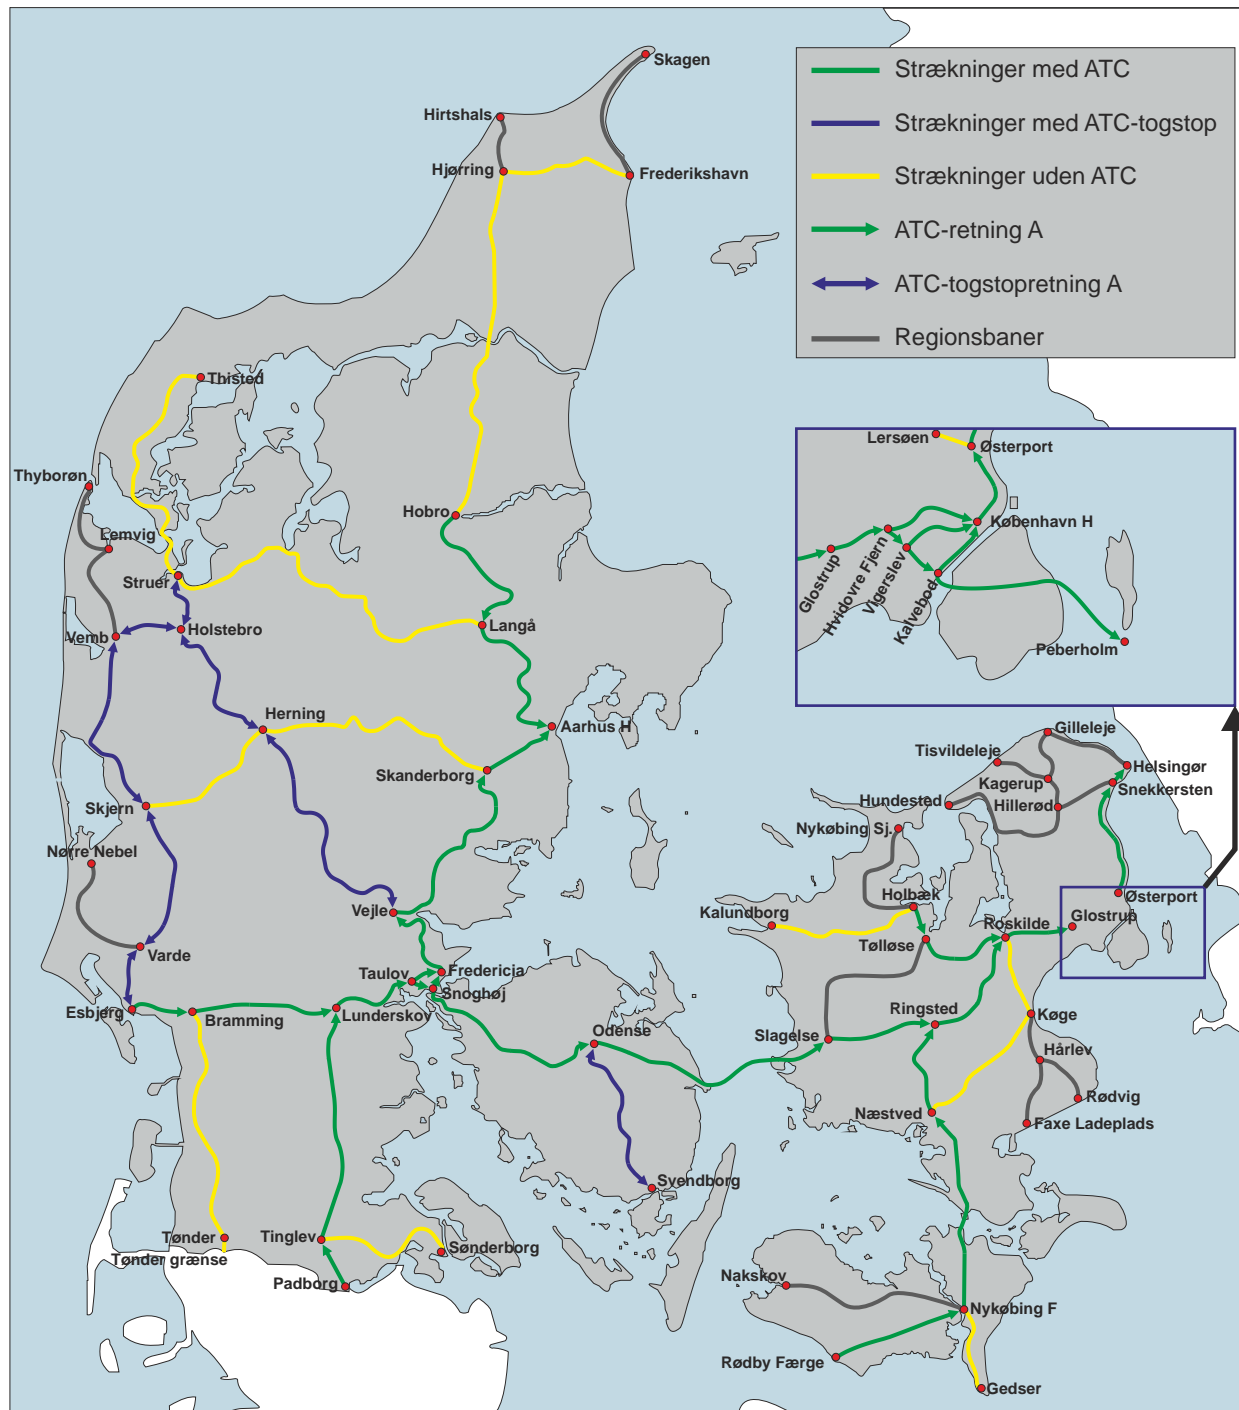 Skagen
Hirtshals
Hjørring
Frederikshavn
Strækninger med ATC
Strækninger med ATC-togstop
Strækninger uden ATC
ATC-retning A
ATC-togstopretning A
Regionsbaner
Thisted
Thyborøn
Lemvig
Struer
Vemb
Holstebro
Hobro
Langå
Herning
Aarhus H
Skanderborg
Skjern
Nørre Nebel
Vejle
Varde
Taulov
Fredericia
Snoghøj
Esbjerg
Bramming
Lunderskov
Odense
Svendborg
Tønder
Tønder grænse
Tinglev
Sønderborg
Padborg
Lersøen
Østerport
København H
Glostrup
Hvidovre Fjern
Vigerslev
Kalvebod
Peberholm
Gilleleje
Tisvildeleje
Helsingør
Kagerup
Snekkersten
Hundested
Hillerød
Nykøbing Sj.
Holbæk
Østerport
Kalundborg
Roskilde
Glostrup
Tølløse
Ringsted
Køge
Slagelse
Hårlev
Rødvig
Næstved
Faxe Ladeplads
Nakskov
Nykøbing F
Rødby Færge
Gedser